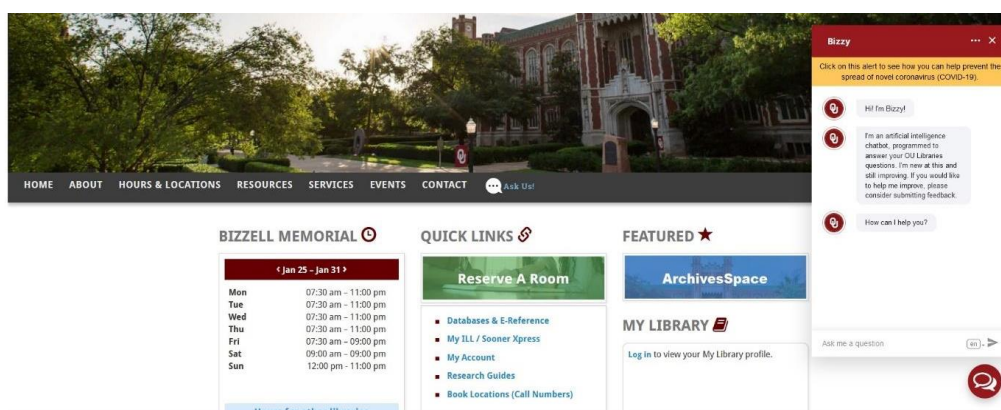 HOME ABOUT HOURS & LOCATIONS RESOURCES SERVICES EVENTS CONTACT Ask Us!
BIZZELL MEMORIAL
‹ Jan 25 – Jan 31 ›
Mon 07:30 am – 11:00 pm
Tue 07:30 am – 11:00 pm
Wed 07:30 am – 11:00 pm
Thu 07:30 am – 11:00 pm
Fri 07:30 am – 09:00 pm
Sat 09:00 am – 09:00 pm
Sun 12:00 pm - 11:00 pm
QUICK LINKS
Reserve A Room
Databases & E-Reference
My ILL / Sooner Xpress
My Account
Research Guides
Book Locations (Call Numbers)
FEATURED
ArchivesSpace
MY LIBRARY
Log in to view your My Library profile.
Bizzy
Click on this alert to see how you can help prevent the
spread of novel coronavirus (COVID-19).
Hi! I'm Bizzy!
I'm an artificial intelligence
chatbot, programmed to
answer your OU Libraries
questions. I'm new at this and
still improving. If you would like
to help me improve, please
consider submitting feedback.
How can I help you?
Ask me a question
en